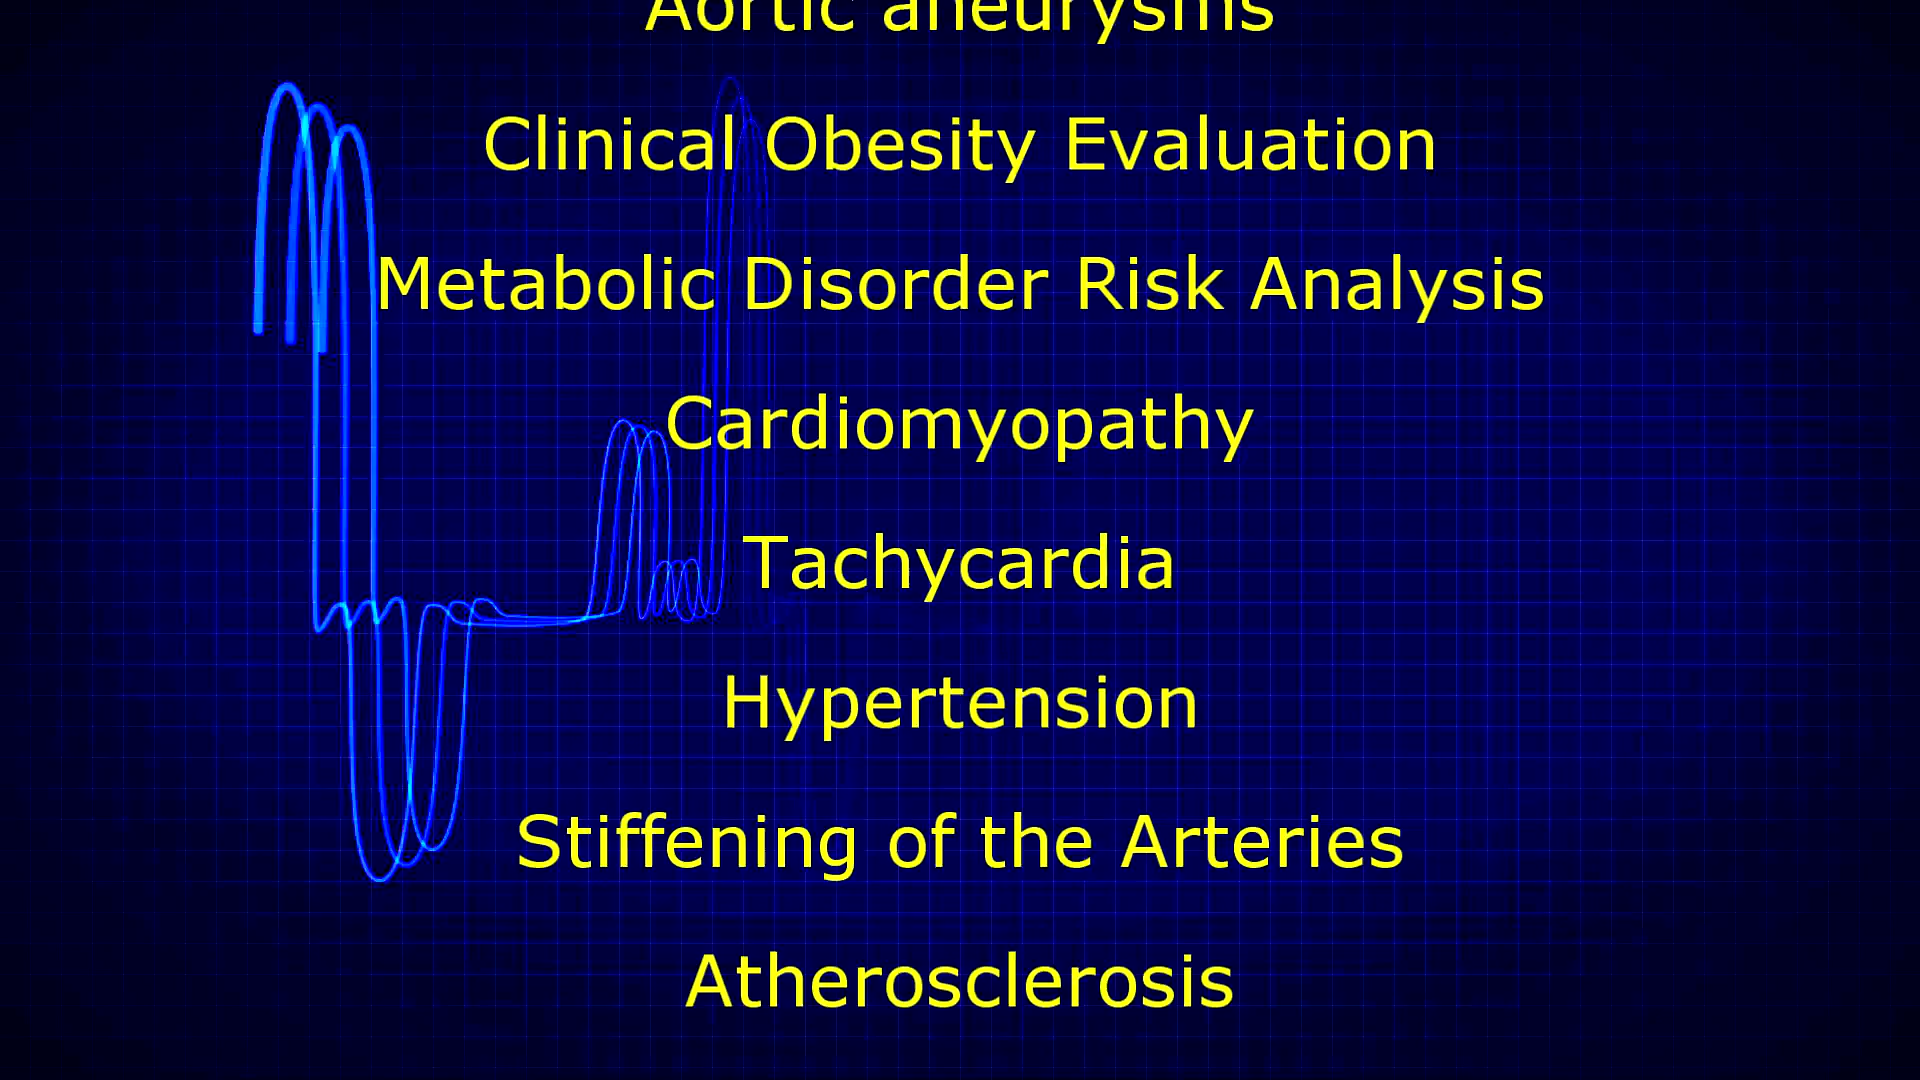 Aortic aneurysms
Clinical Obesity Evaluation
Metabolic Disorder Risk Analysis
Cardiomyopathy
Tachycardia
Hypertension
Stiffening of the Arteries
Atherosclerosis